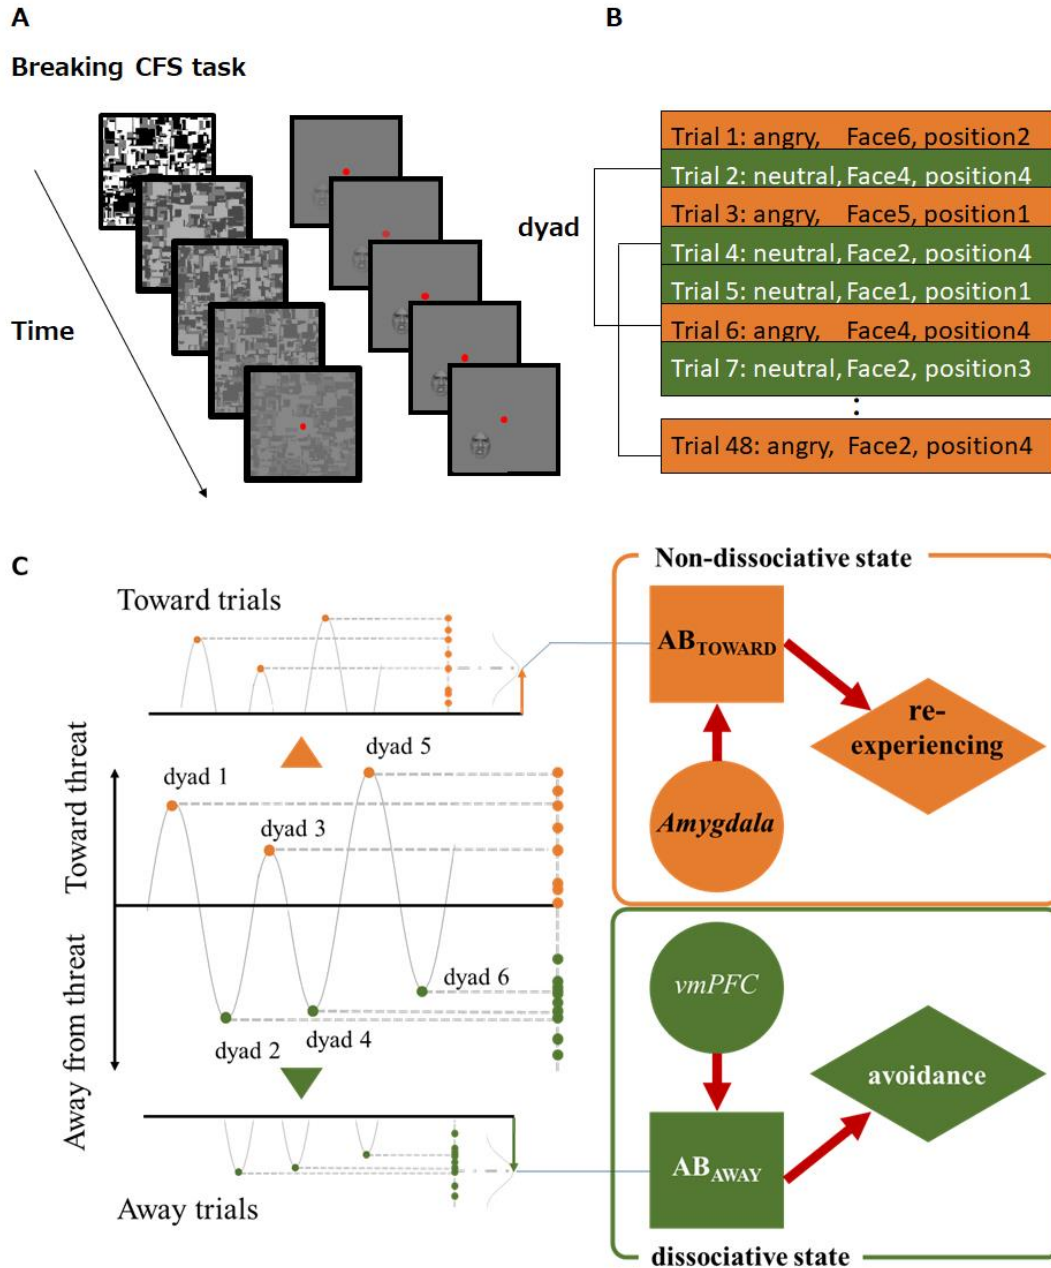 A
Breaking CFS task
Time
B
dyad
Trial 1: angry, Face6, position2
Trial 2: neutral, Face4, position4
Trial 3: angry, Face5, position1
Trial 4: neutral, Face2, position4
Trial 5: neutral, Face1, position1
Trial 6: angry, Face4, position4
Trial 7: neutral, Face2, position3
⋮
Trial 48: angry, Face2, position4
C
Toward trials
Toward threat
Away from threat
dyad 1
dyad 5
dyad 3
dyad 6
dyad 2
dyad 4
Away trials
Non-dissociative state
ABTOWARD
re-
experiencing
Amygdala
vmPFC
avoidance
ABAWAY
dissociative state